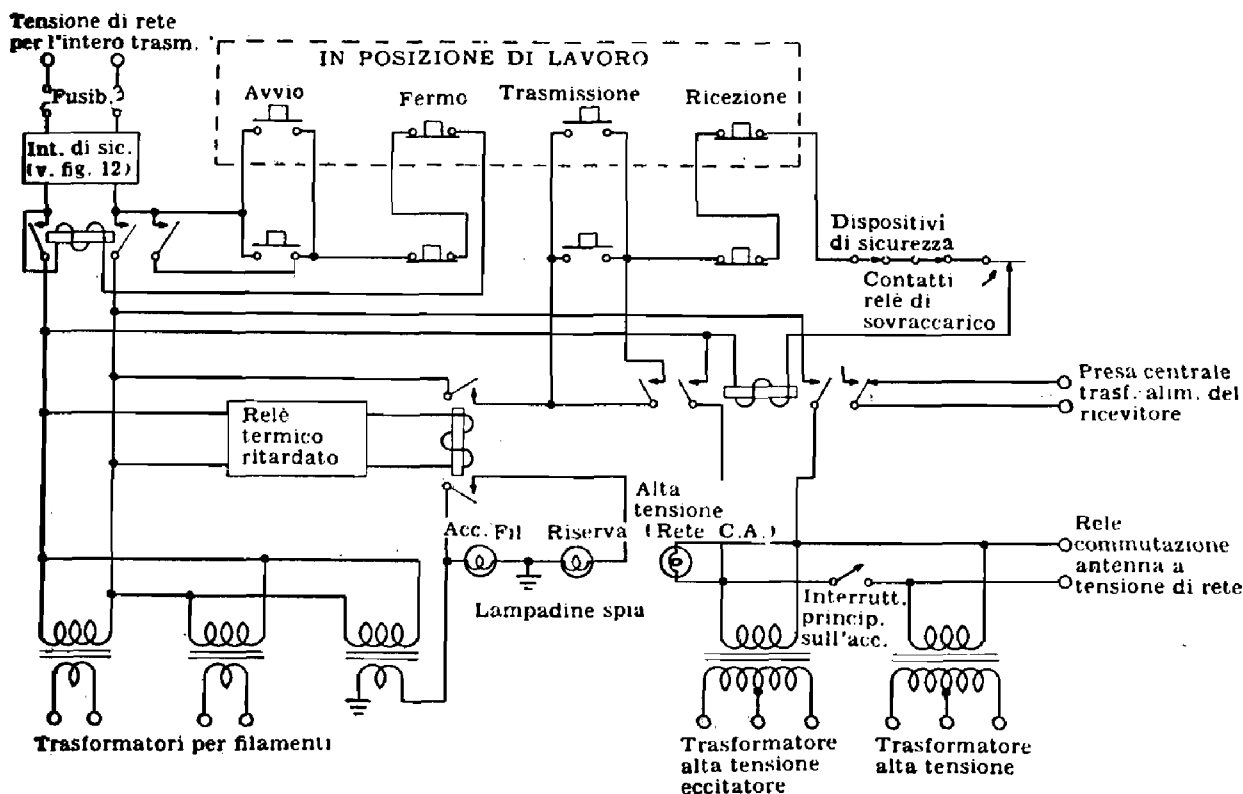 Tensione di rete
per l'intero trasm.
IN POSIZIONE DI LAVORO
Fusib.
Avvio
Fermo
Trasmissione
Ricezione
Int. di sic.
(v. fig. 12)
Dispositivi
di sicurezza
Contatti
relè di
sovraccarico
Presa centrale
trasf. alim. del
ricevitore
Relè
termico
ritardato
Alta
tensione
(Rete C.A.)
Acc. Fil
Riserva
Lampadine spia
Rele
commutazione
antenna a
tensione di rete
Interrutt.
princip.
sull'acc.
Trasformatori per filamenti
Trasformatore
alta tensione
eccitatore
Trasformatore
alta tensione